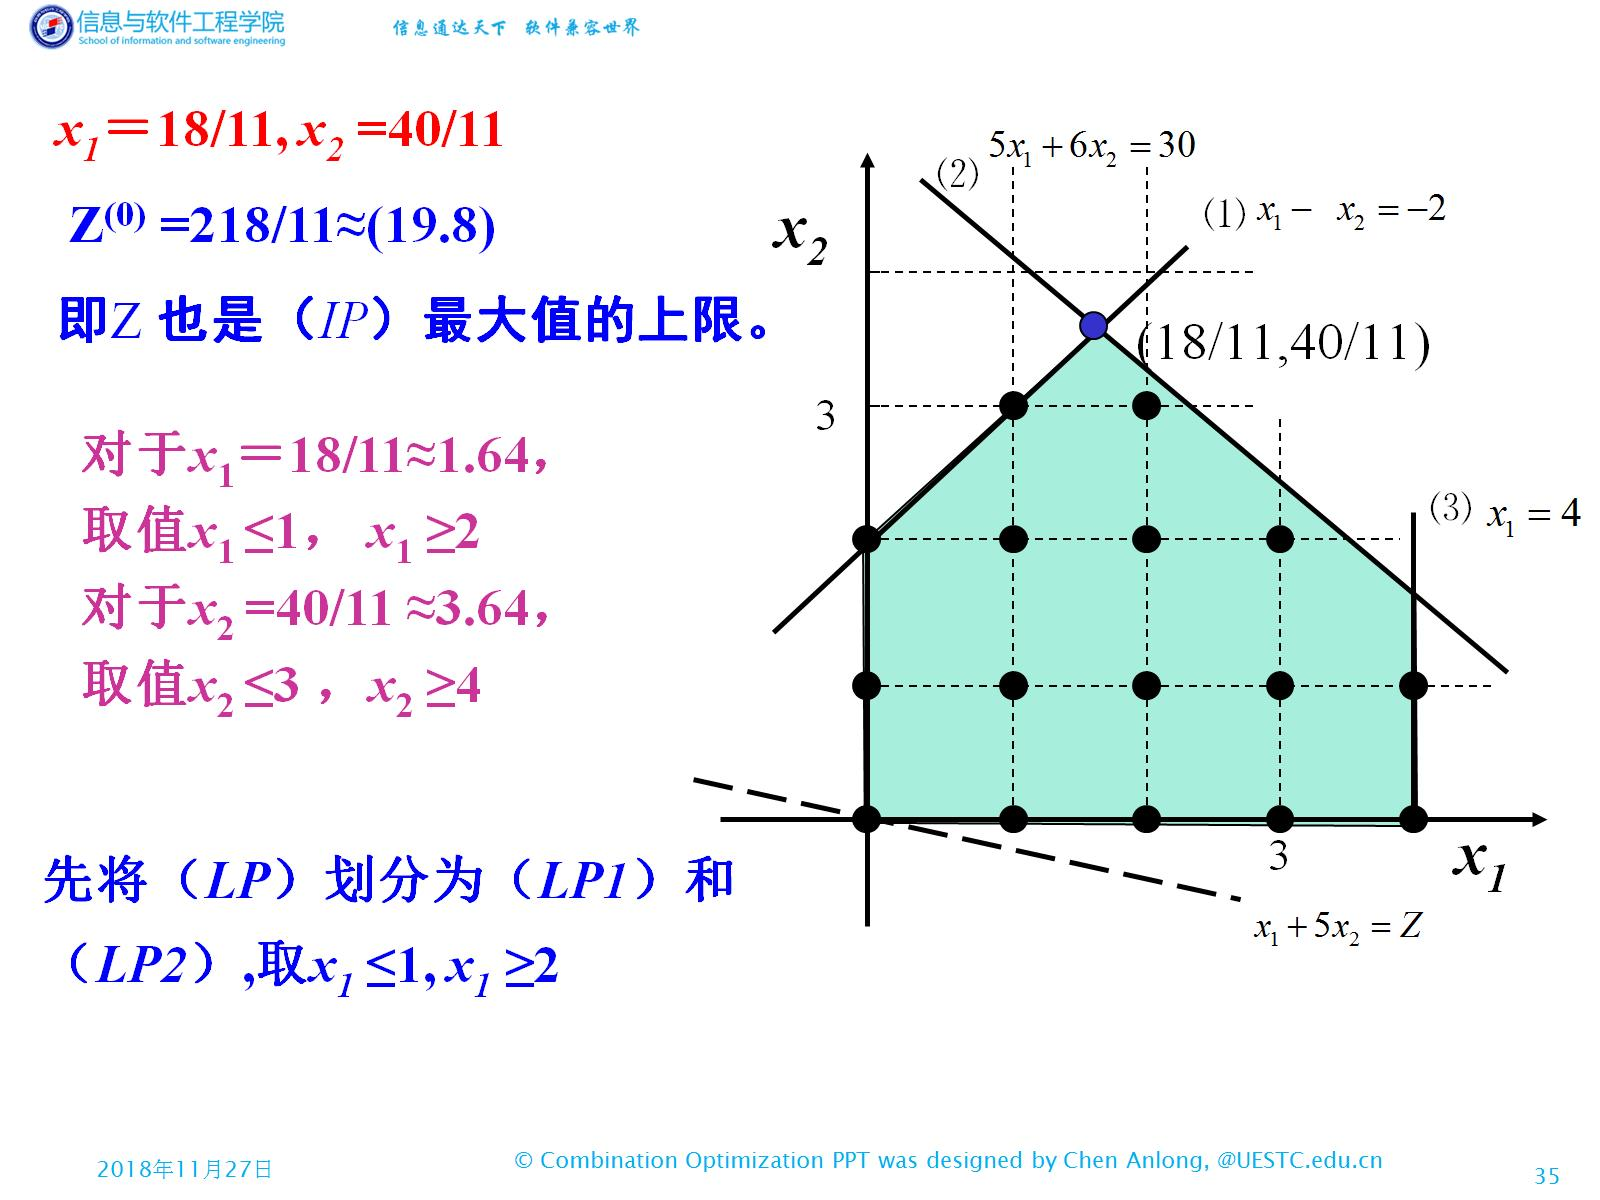 信息与软件工程学院
School of information and software engineering
信息通达天下 软件兼容世界
x₁＝18/11, x₂ =40/11
Z⁽⁰⁾ =218/11≈(19.8)
即Z 也是（IP）最大值的上限。
对于x₁＝18/11≈1.64，
取值x₁ ≤1， x₁ ≥2
对于x₂ =40/11 ≈3.64，
取值x₂ ≤3 ，x₂ ≥4
先将（LP）划分为（LP1）和
（LP2）,取x₁ ≤1, x₁ ≥2
(2) 5x₁ + 6x₂ = 30
(1) x₁ − x₂ = −2
x₂
(18/11,40/11)
3
(3) x₁ = 4
3
x₁
x₁ + 5x₂ = Z
2018年11月27日
© Combination Optimization PPT was designed by Chen Anlong, @UESTC.edu.cn
35